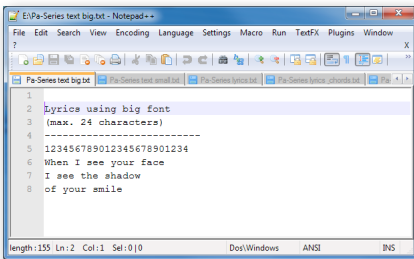 E:\Pa-Series text big.txt - Notepad++
File Edit Search View Encoding Language Settings Macro Run TextFX Plugins Window
? X
Pa-Series text big.txt Pa-Series text small.txt Pa-Series lyrics.txt Pa-Series lyrics ,chords.txt Pa-
1
2 Lyrics using big font
3 (max. 24 characters)
4 ------------------------
5 123456789012345678901234
6 When I see your face
7 I see the shadow
8 of your smile
length : 155 Ln : 2 Col : 1 Sel : 0 | 0 Dos\Windows ANSI INS